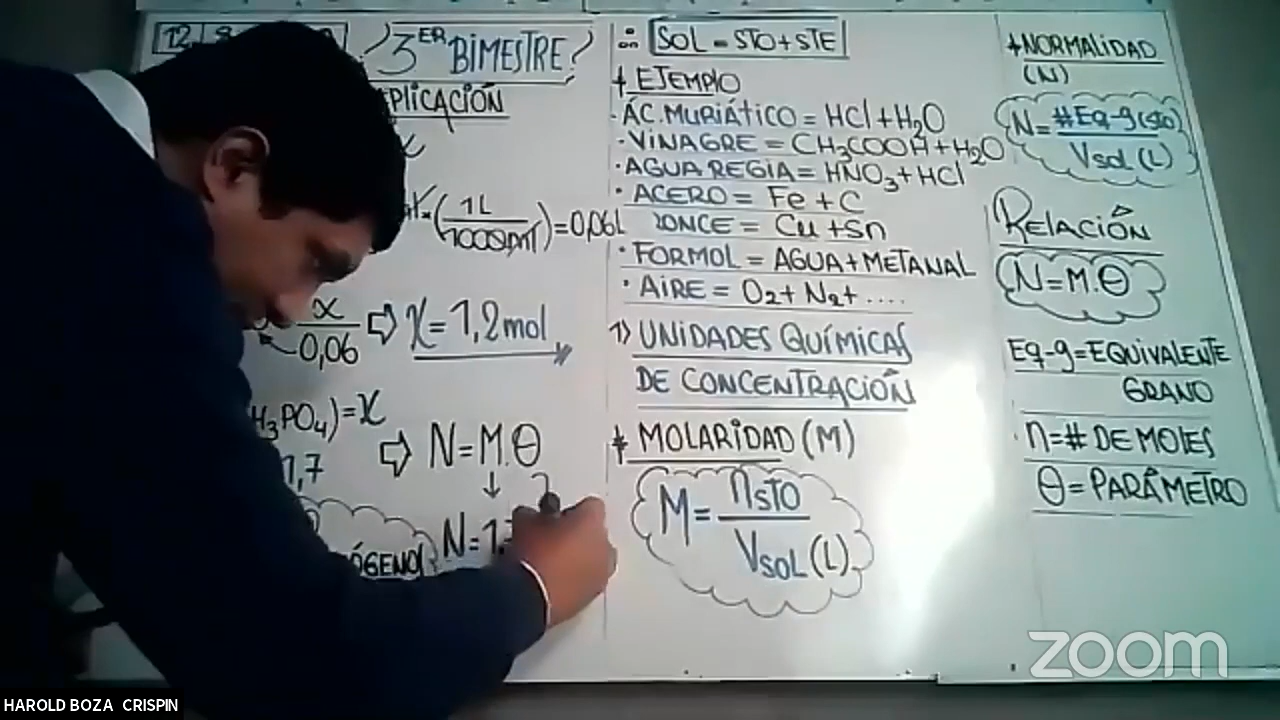 ¡3ER BIMESTRE!
PLICACIÓN
(1L / 1000ml) = 0,06L
x / 0,06 ⇨ x = 1,2 mol
H3PO4) = x
1,7
⇨ N = M.Θ
ÓGENO
N = 1,
SOL = STO + STE
* EJEMPLO
· ÁC. MURIÁTICO = HCl + H2O
· VINAGRE = CH3COOH + H2O
· AGUA REGIA = HNO3 + HCl
· ACERO = Fe + C
RONCE = Cu + Sn
· FORMOL = AGUA + METANAL
· AIRE = O2 + N2 + ....
1) UNIDADES QUÍMICAS
DE CONCENTRACIÓN
* MOLARIDAD (M)
M = nSTO / VSOL (L)
* NORMALIDAD
(N)
N = #Eq-g(sto) / VSOL (L)
RELACIÓN
N = M.Θ
Eq-g = EQUIVALENTE
GRAMO
· n = # DE MOLES
Θ = PARÁMETRO
zoom
HAROLD BOZA CRISPIN